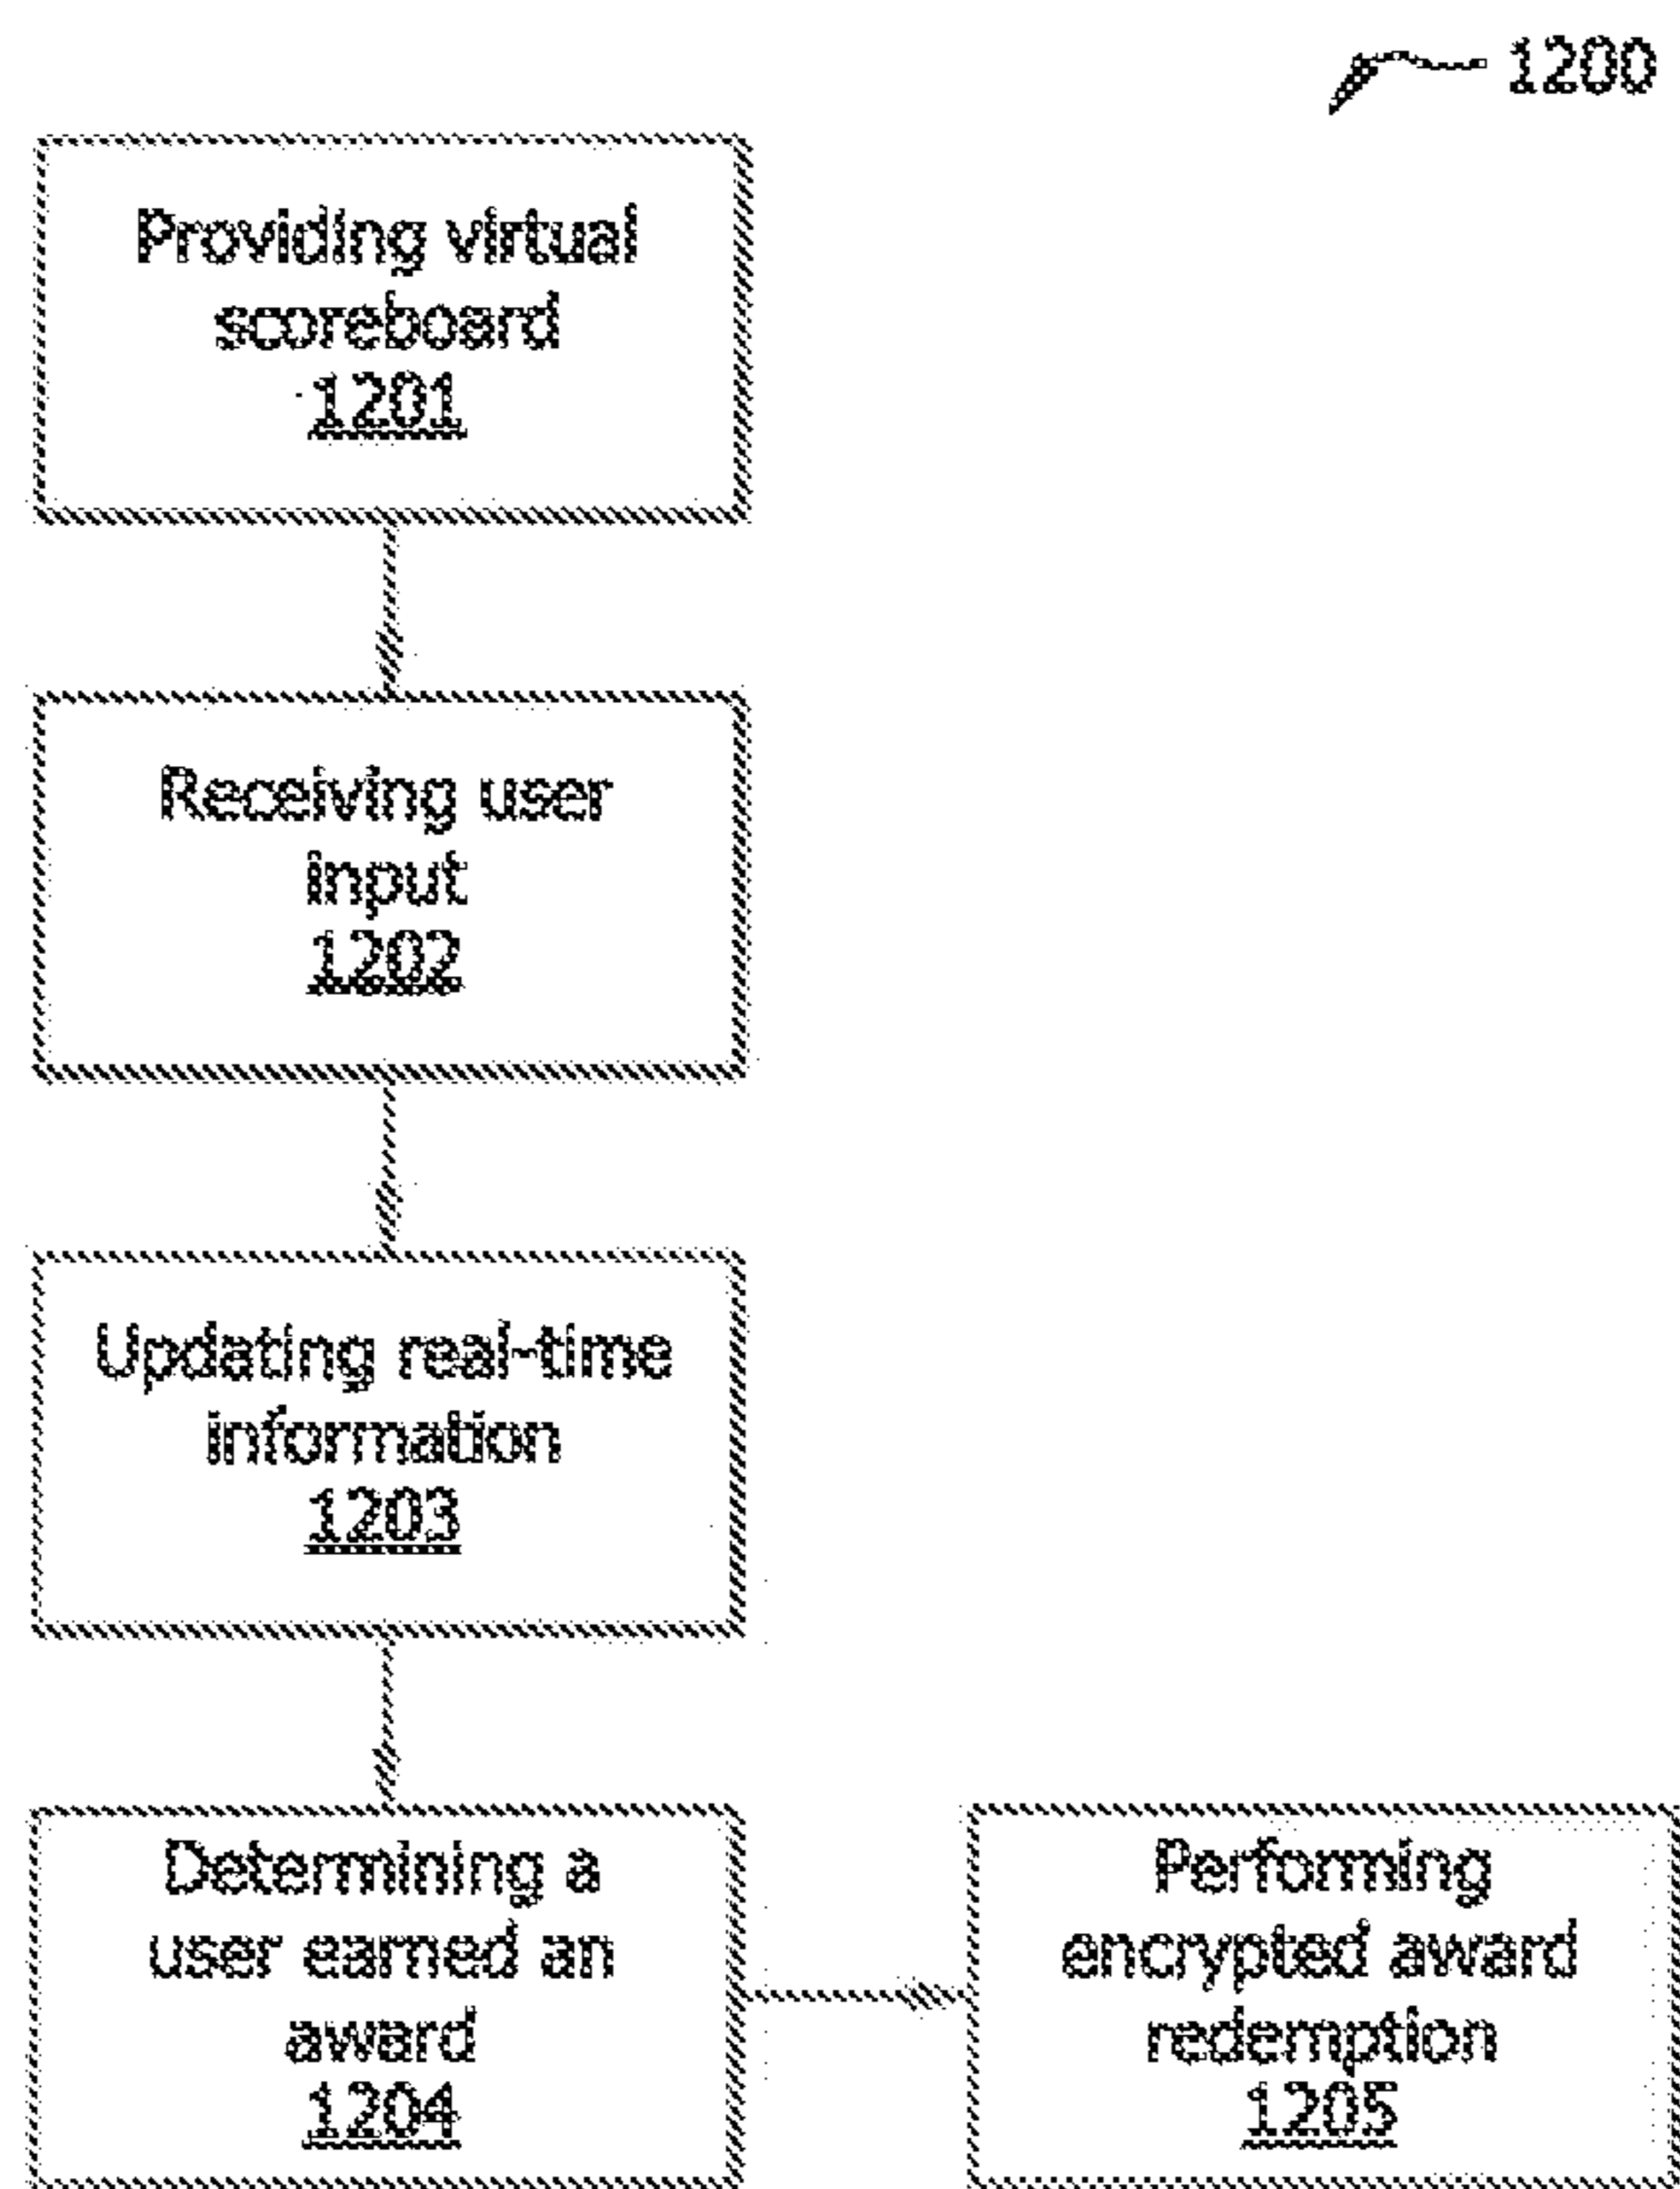 1200
Providing virtual
scoreboard
1201
Receiving user
input
1202
Updating real-time
information
1203
Determining a
user earned an
award
1204
Performing
encrypted award
redemption
1205